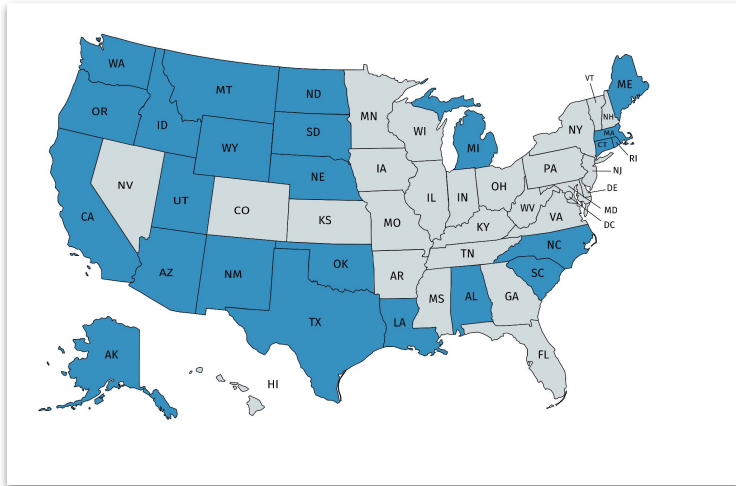 WA
MT
ND
MN
VT
ME
OR
ID
SD
WI
MI
NY
NH
MA
CT
RI
WY
NE
IA
PA
NJ
NV
UT
CO
IL
IN
OH
DE
CA
KS
MO
KY
WV
VA
MD
DC
AZ
NM
OK
AR
TN
NC
SC
TX
LA
MS
AL
GA
FL
AK
HI